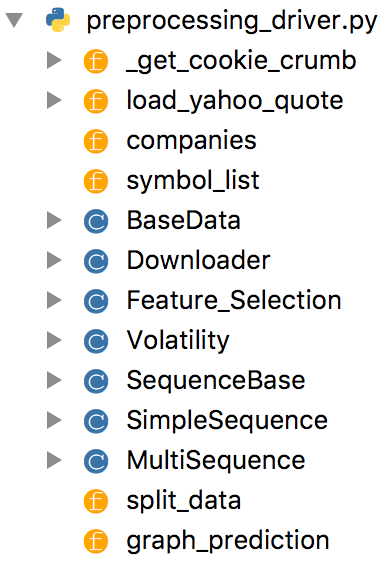 preprocessing_driver.py
f _get_cookie_crumb
f load_yahoo_quote
f companies
f symbol_list
C BaseData
C Downloader
C Feature_Selection
C Volatility
C SequenceBase
C SimpleSequence
C MultiSequence
f split_data
f graph_prediction